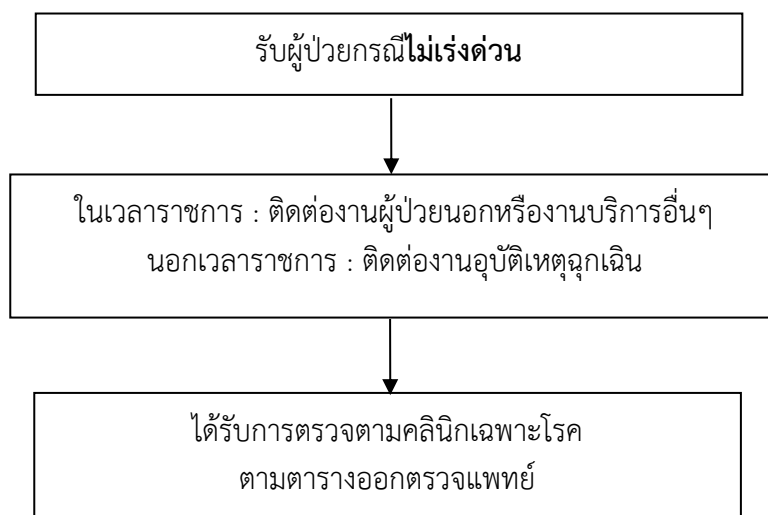 รับผู้ป่วยกรณีไม่เร่งด่วน
ในเวลาราชการ : ติดต่องานผู้ป่วยนอกหรืองานบริการอื่นๆ
นอกเวลาราชการ : ติดต่องานอุบัติเหตุฉุกเฉิน
ได้รับการตรวจตามคลินิกเฉพาะโรค
ตามตารางออกตรวจแพทย์